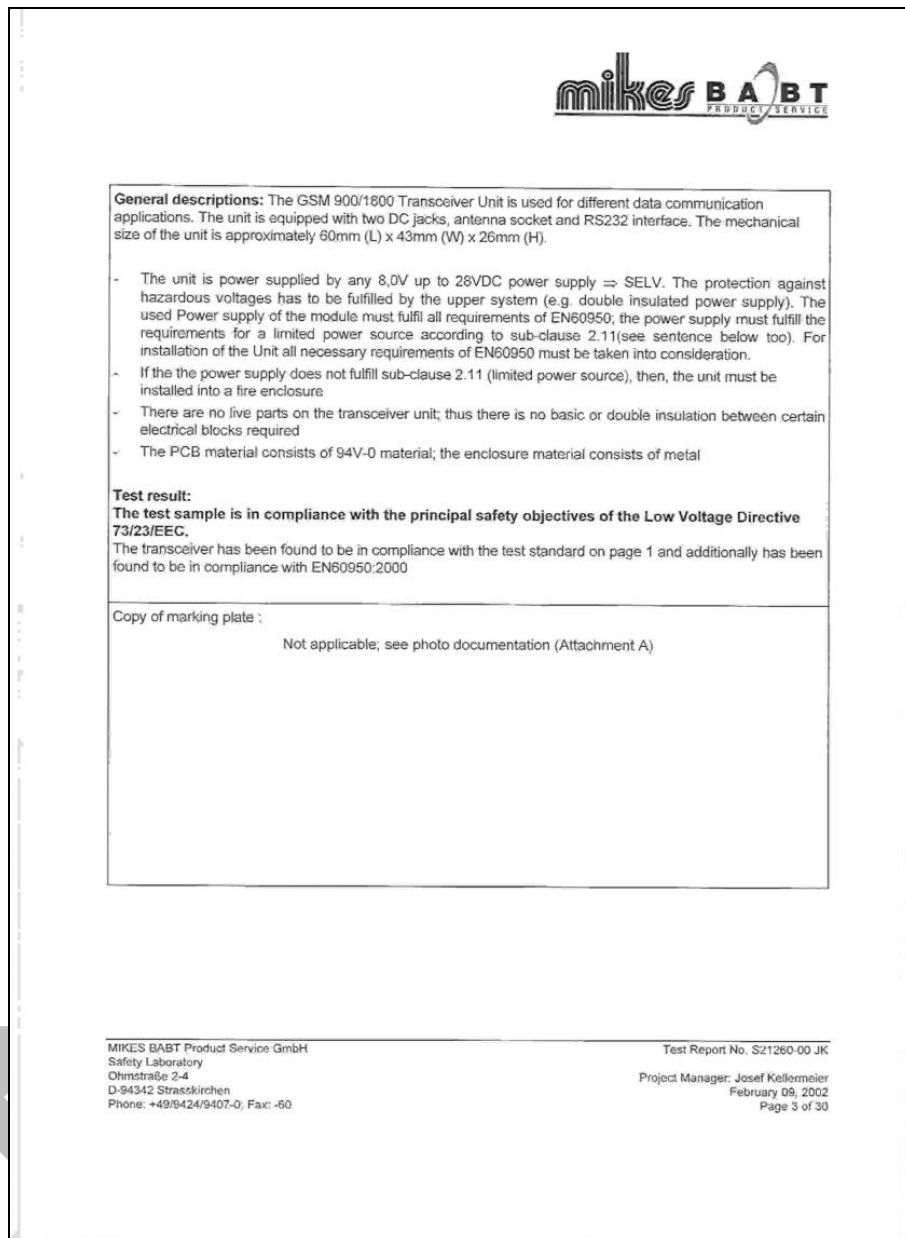 mikes BABT
PRODUCT SERVICE
General descriptions: The GSM 900/1800 Transceiver Unit is used for different data communication
applications. The unit is equipped with two DC jacks, antenna socket and RS232 interface. The mechanical
size of the unit is approximately 60mm (L) x 43mm (W) x 26mm (H).
- The unit is power supplied by any 8,0V up to 28VDC power supply ⇒ SELV. The protection against
hazardous voltages has to be fulfilled by the upper system (e.g. double insulated power supply). The
used Power supply of the module must fulfil all requirements of EN60950; the power supply must fulfill the
requirements for a limited power source according to sub-clause 2.11(see sentence below too). For
installation of the Unit all necessary requirements of EN60950 must be taken into consideration.
- If the the power supply does not fulfill sub-clause 2.11 (limited power source), then, the unit must be
installed into a fire enclosure
- There are no live parts on the transceiver unit; thus there is no basic or double insulation between certain
electrical blocks required
- The PCB material consists of 94V-0 material; the enclosure material consists of metal
Test result:
The test sample is in compliance with the principal safety objectives of the Low Voltage Directive
73/23/EEC.
The transceiver has been found to be in compliance with the test standard on page 1 and additionally has been
found to be in compliance with EN60950:2000
Copy of marking plate :
Not applicable; see photo documentation (Attachment A)
MIKES BABT Product Service GmbH
Safety Laboratory
Ohmstraße 2-4
D-94342 Strasskirchen
Phone: +49/9424/9407-0; Fax: -60
Test Report No. S21260-00 JK
Project Manager: Josef Kellermeier
February 09, 2002
Page 3 of 30